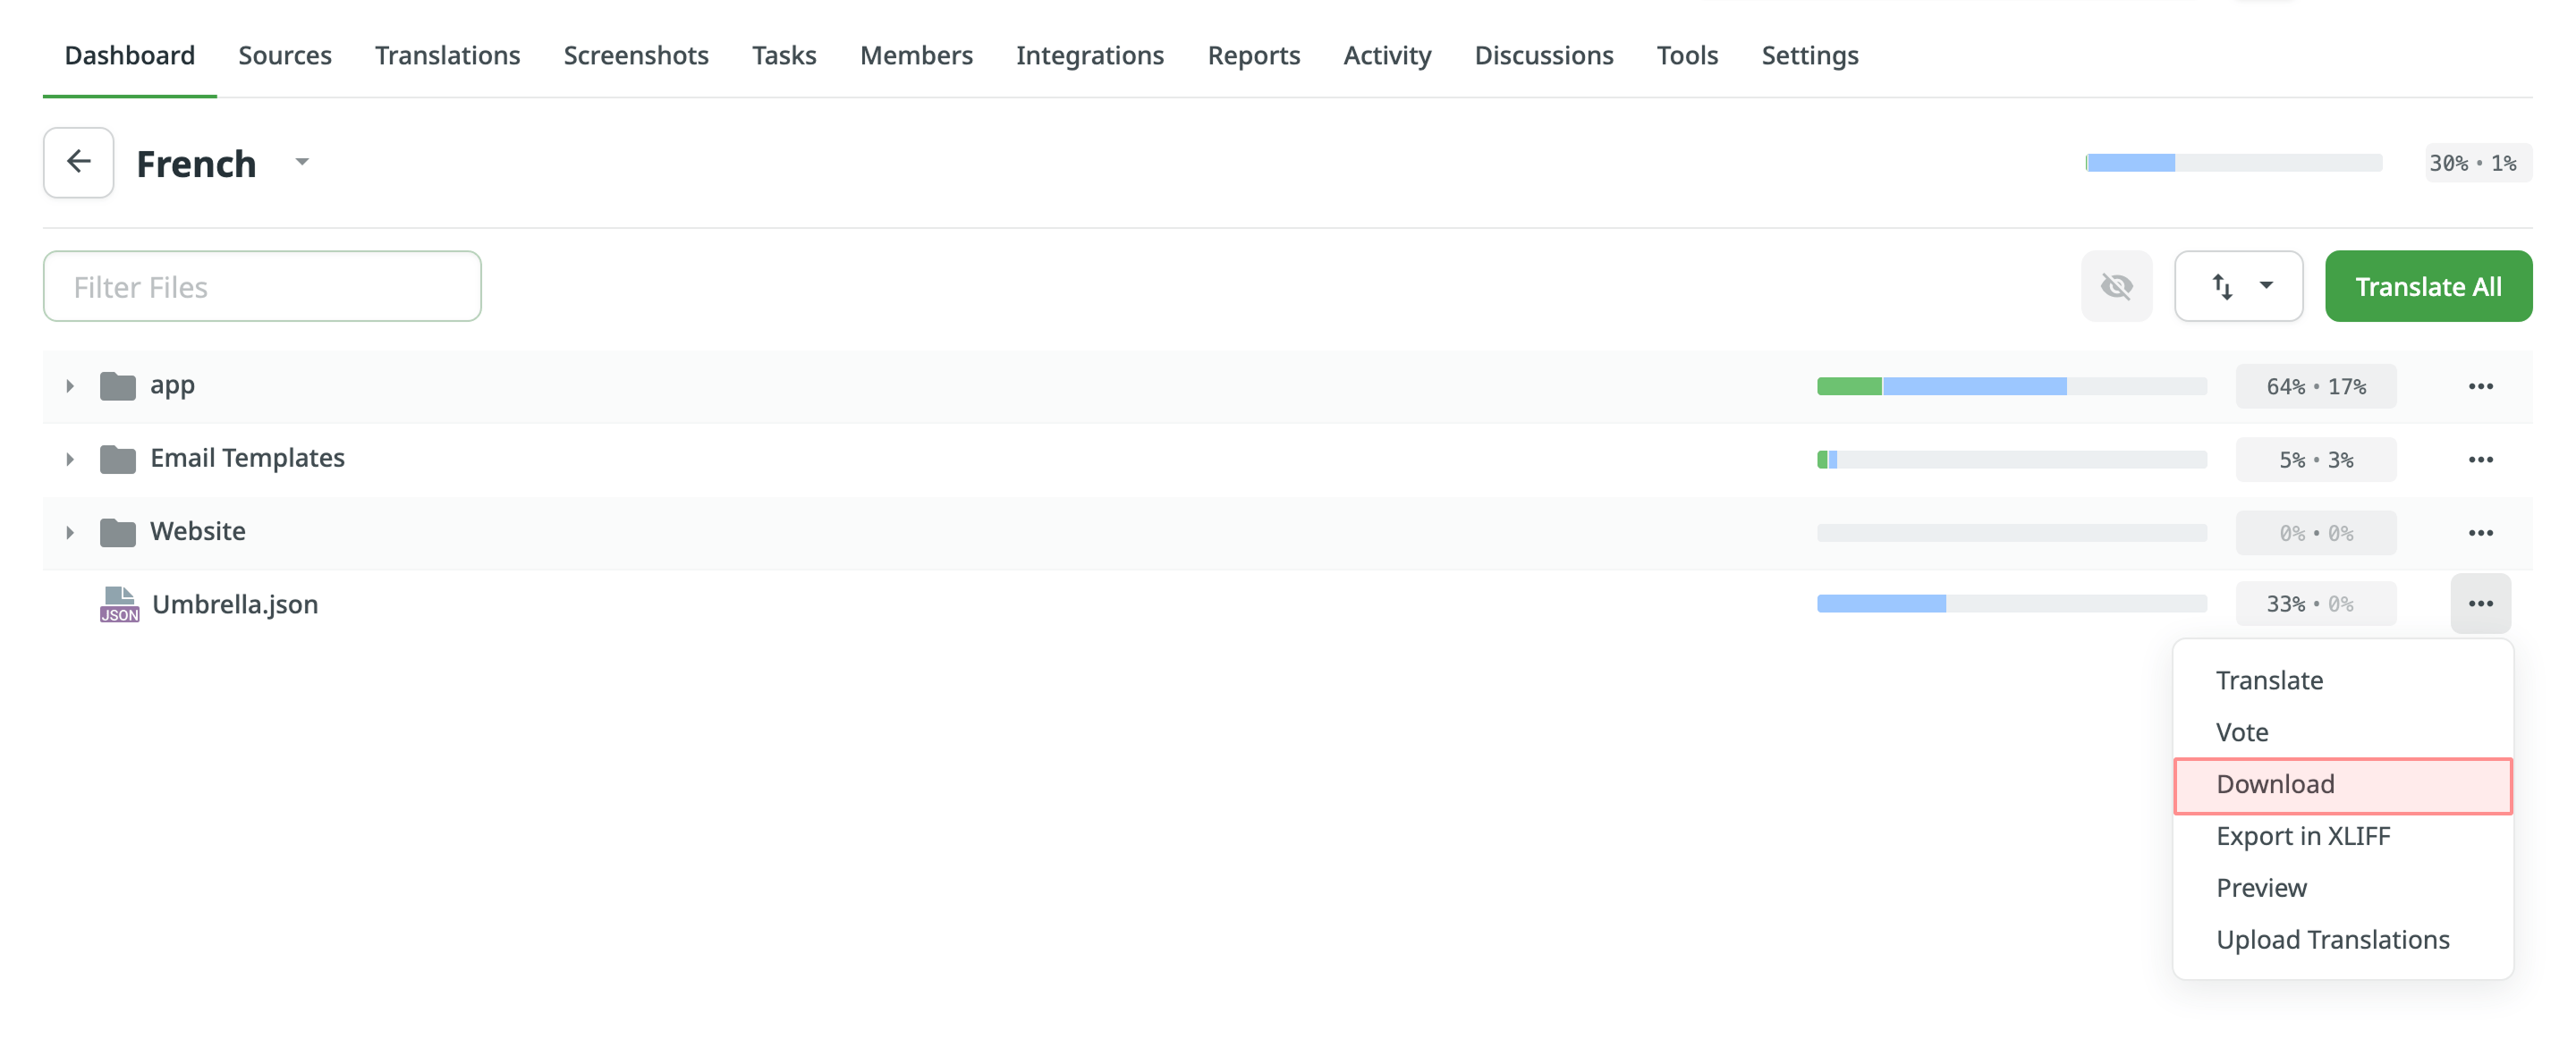 Dashboard Sources Translations Screenshots Tasks Members Integrations Reports Activity Discussions Tools Settings
French 30% • 1%
Filter Files Translate All
app 64% • 17%
Email Templates 5% • 3%
Website 0% • 0%
JSON Umbrella.json 33% • 0%
Translate
Vote
Download
Export in XLIFF
Preview
Upload Translations